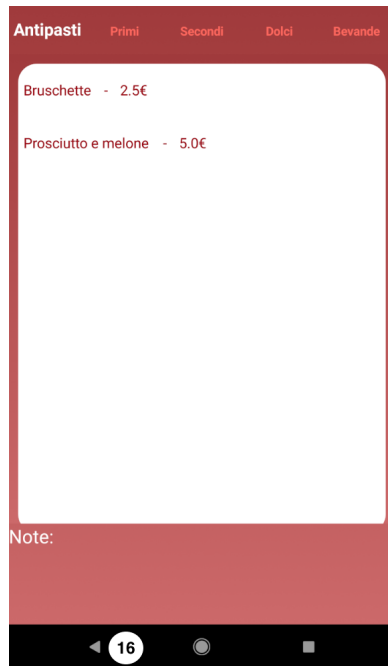 Antipasti Primi Secondi Dolci Bevande
Bruschette - 2.5€
Prosciutto e melone - 5.0€
Note:
16